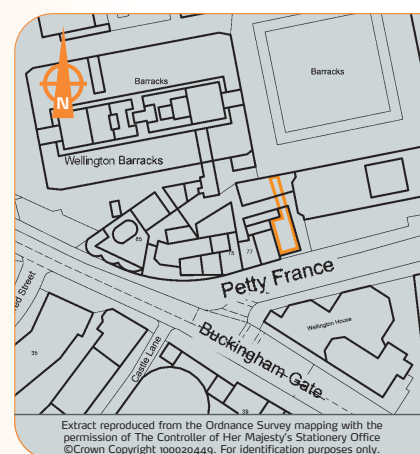 Barracks
Barracks
N
Wellington Barracks
65
75
77
Petty France
Street
Wellington House
Buckingham Gate
Castle Lane
35
39
Extract reproduced from the Ordnance Survey mapping with the
permission of The Controller of Her Majesty's Stationery Office
©Crown Copyright 100020449. For identification purposes only.